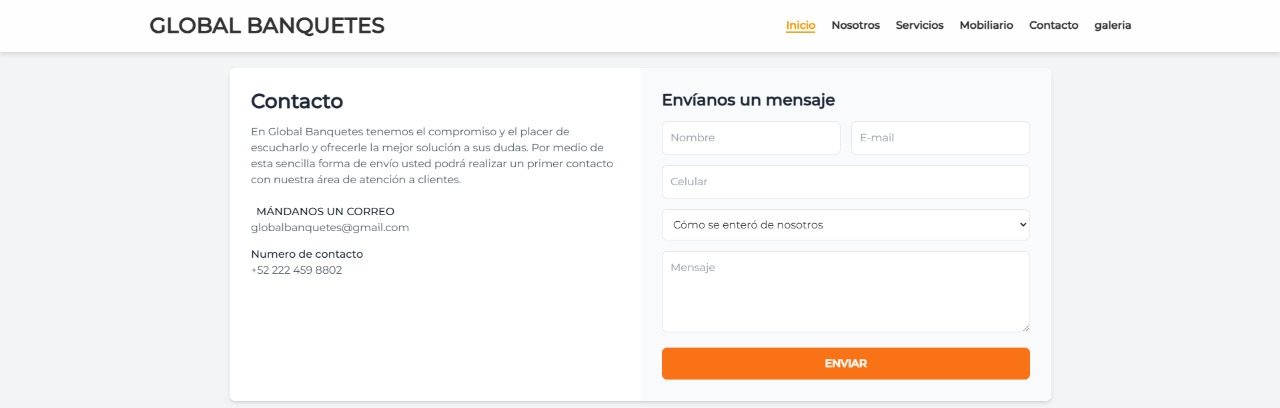 GLOBAL BANQUETES
Inicio Nosotros Servicios Mobiliario Contacto galeria
Contacto
En Global Banquetes tenemos el compromiso y el placer de
escucharlo y ofrecerle la mejor solución a sus dudas. Por medio de
esta sencilla forma de envío usted podrá realizar un primer contacto
con nuestra área de atención a clientes.
MÁNDANOS UN CORREO
globalbanquetes@gmail.com
Numero de contacto
+52 222 459 8802
Envíanos un mensaje
Nombre E-mail
Celular
Cómo se enteró de nosotros
Mensaje
ENVIAR